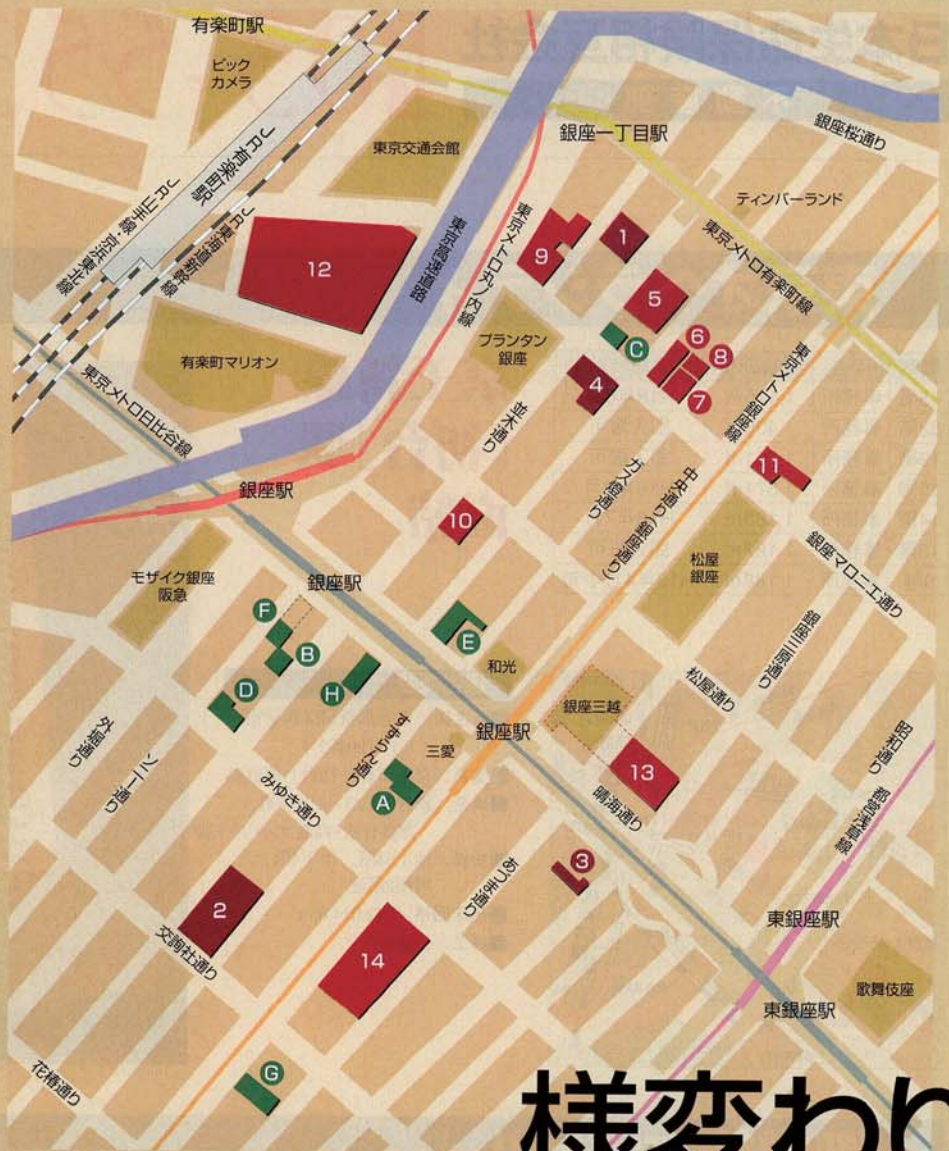 有楽町駅
ビック
カメラ
JR有楽町駅
JR山手線・京浜東北線
JR東海道新幹線
東京交通会館
銀座一丁目駅
銀座桜通り
ティンバーランド
東京メトロ有楽町線
東京高速道路
東京メトロ丸ノ内線
12
9
1
5
6
8
7
C
4
プランタン
銀座
有楽町マリオン
東京メトロ日比谷線
並木通り
東京メトロ銀座線
11
ガス燈通り
中央通り(銀座通り)
銀座駅
10
松屋
銀座
銀座マロニエ通り
モザイク銀座
阪急
銀座駅
F
B
E
H
D
和光
銀座三原通り
松屋通り
銀座三越
銀座駅
三愛
すずらん通り
A
外堀通り
ソニー通り
みゆき通り
13
晴海通り
昭和通り
都営浅草線
3
あづま通り
2
交詢社通り
14
東銀座駅
東銀座駅
歌舞伎座
G
花椿通り
様変わり